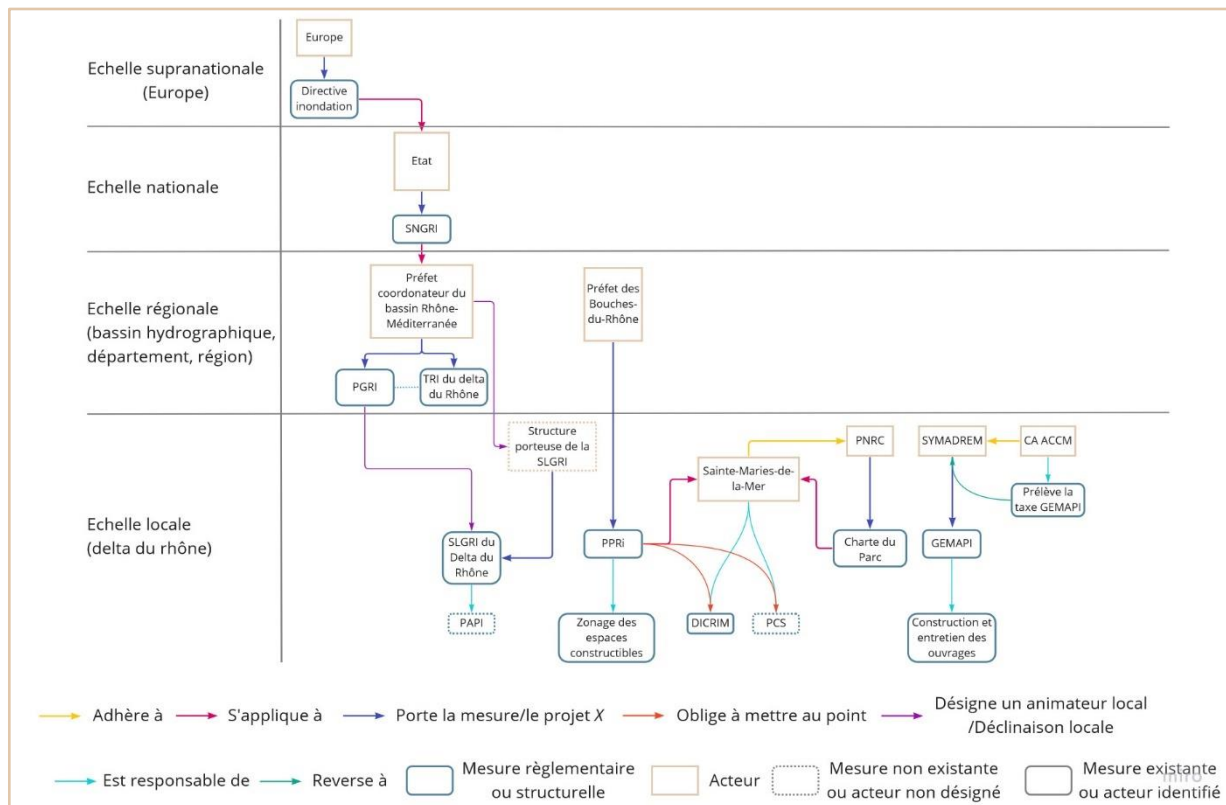 Europe
Echelle supranationale
(Europe)
Directive
inondation
Etat
Echelle nationale
SNGRI
Echelle régionale
(bassin hydrographique,
département, région)
Préfet
coordonateur du
bassin Rhône-
Méditerranée
Préfet des
Bouches-
du-Rhône
PGRI
TRI du delta
du Rhône
Echelle locale
(delta du rhône)
Structure
porteuse de la
SLGRI
Sainte-Maries-de-
la-Mer
PNRC
SYMADREM
CA ACCM
Prélève la
taxe GEMAPI
SLGRI du
Delta du
Rhône
PPRi
Charte du
Parc
GEMAPI
PAPI
Zonage des
espaces
constructibles
DICRIM
PCS
Construction et
entretien des
ouvrages
Adhère à
S'applique à
Porte la mesure/le projet X
Oblige à mettre au point
Désigne un animateur local
/Déclinaison locale
Est responsable de
Reverse à
Mesure règlementaire
ou structurelle
Acteur
Mesure non existante
ou acteur non désigné
Mesure existante
ou acteur identifié
miro